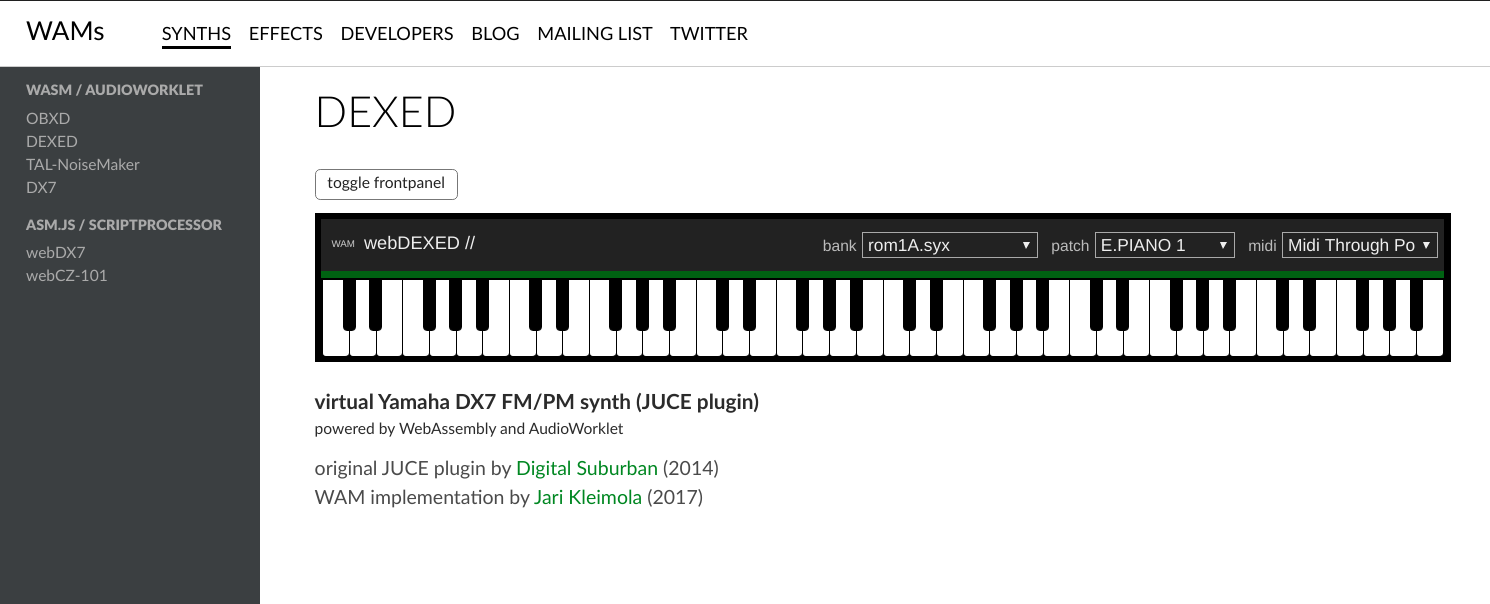 WAMs
SYNTHS EFFECTS DEVELOPERS BLOG MAILING LIST TWITTER
WASM / AUDIOWORKLET
OBXD
DEXED
TAL-NoiseMaker
DX7
ASM.JS / SCRIPTPROCESSOR
webDX7
webCZ-101
DEXED
toggle frontpanel
WAM webDEXED // bank rom1A.syx patch E.PIANO 1 midi Midi Through Po
virtual Yamaha DX7 FM/PM synth (JUCE plugin)
powered by WebAssembly and AudioWorklet
original JUCE plugin by Digital Suburban (2014)
WAM implementation by Jari Kleimola (2017)